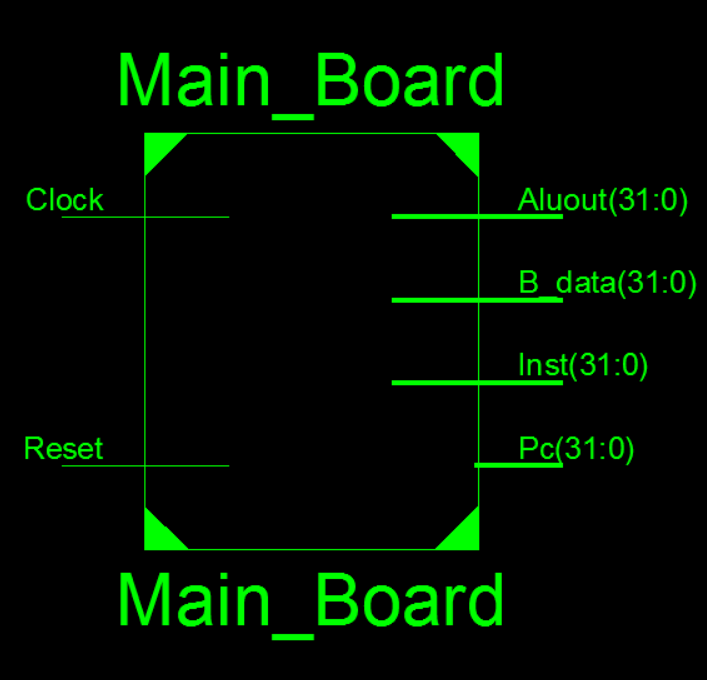 Main_Board
Clock
Aluout(31:0)
B_data(31:0)
Inst(31:0)
Reset
Pc(31:0)
Main_Board